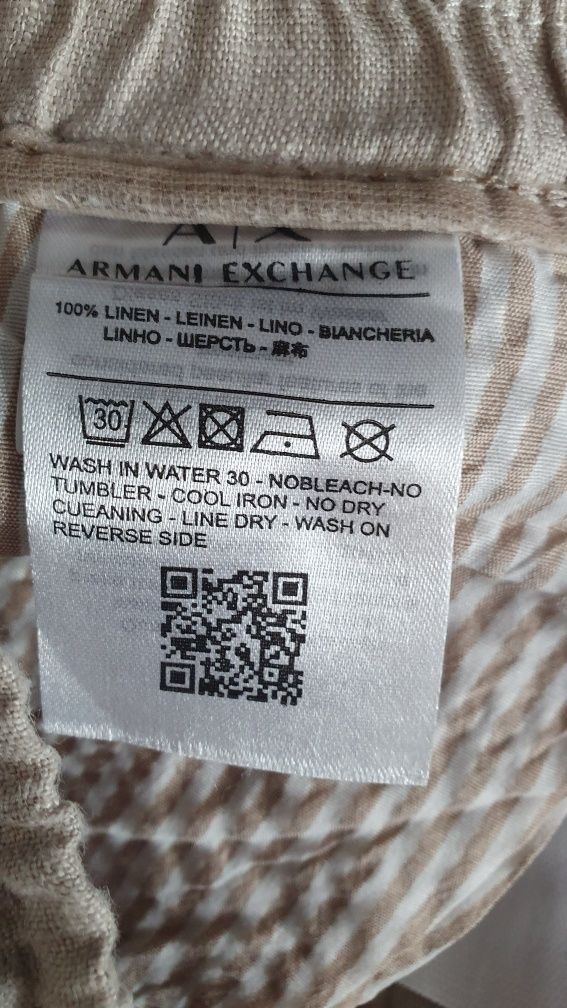 A|X
ARMANI EXCHANGE
100% LINEN - LEINEN - LINO - BIANCHERIA
LINHO - ШЕРСТЬ - 麻布
30
WASH IN WATER 30 - NOBLEACH-NO
TUMBLER - COOL IRON - NO DRY
CUEANING - LINE DRY - WASH ON
REVERSE SIDE